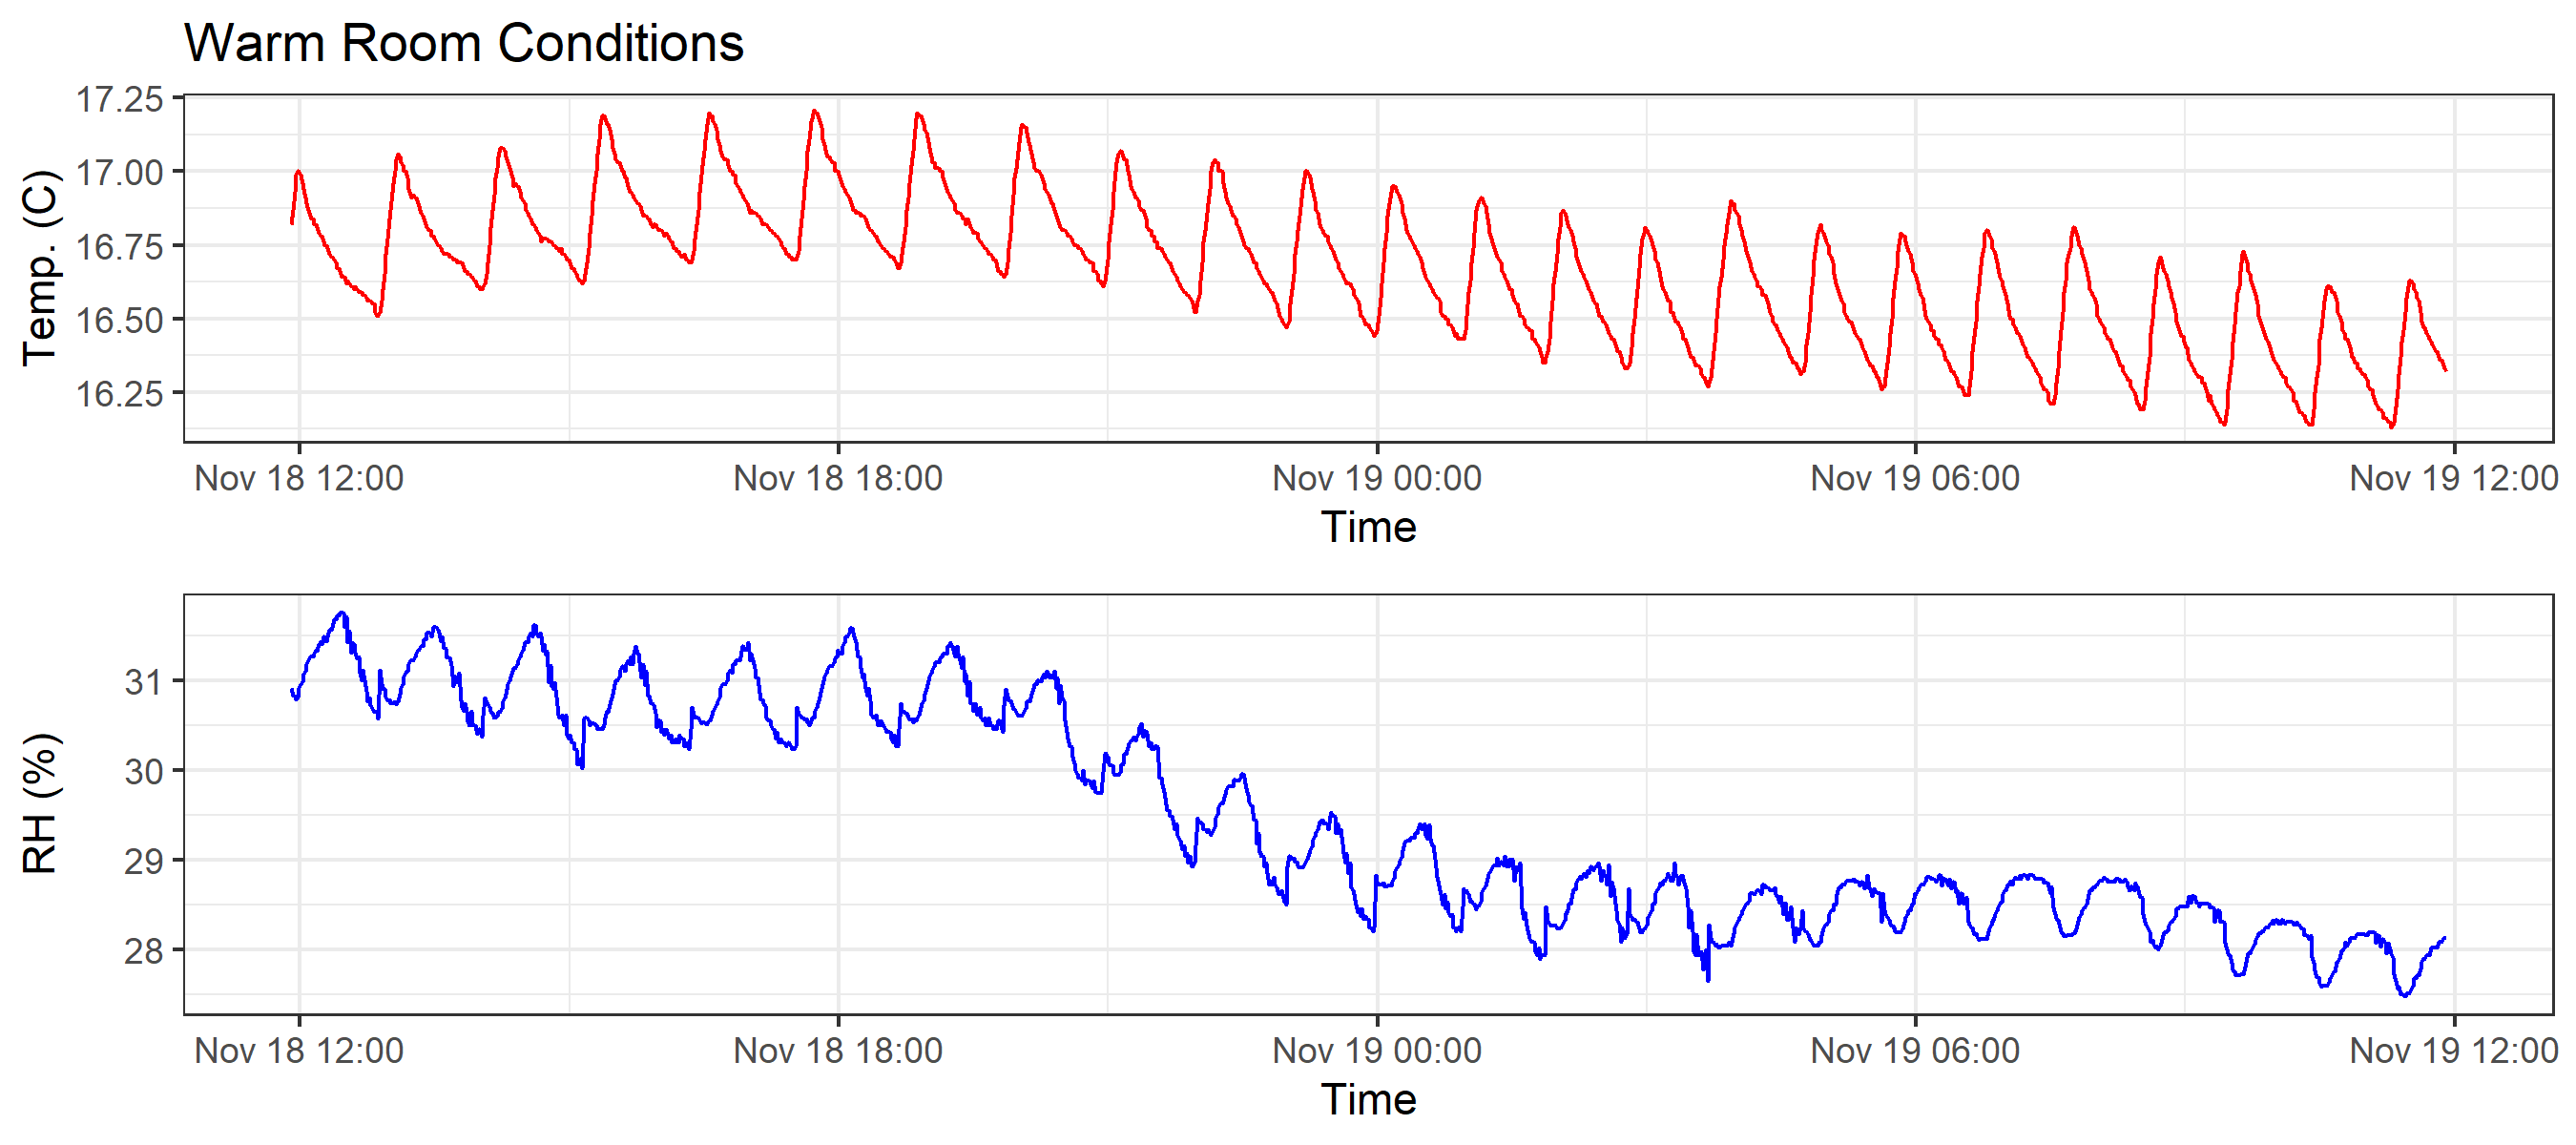 Warm Room Conditions
Temp. (C)
17.25
17.00
16.75
16.50
16.25
Nov 18 12:00 Nov 18 18:00 Nov 19 00:00 Nov 19 06:00 Nov 19 12:00
Time
RH (%)
31
30
29
28
Nov 18 12:00 Nov 18 18:00 Nov 19 00:00 Nov 19 06:00 Nov 19 12:00
Time